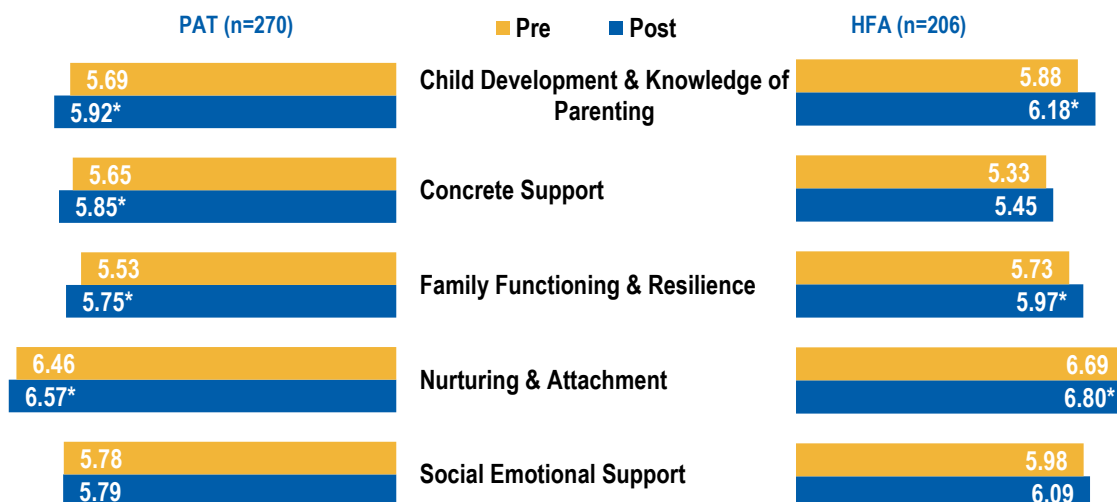 PAT (n=270)
Pre
Post
HFA (n=206)
5.69
5.92*
Child Development & Knowledge of
Parenting
5.88
6.18*
5.65
5.85*
Concrete Support
5.33
5.45
5.53
5.75*
Family Functioning & Resilience
5.73
5.97*
6.46
6.57*
Nurturing & Attachment
6.69
6.80*
5.78
5.79
Social Emotional Support
5.98
6.09